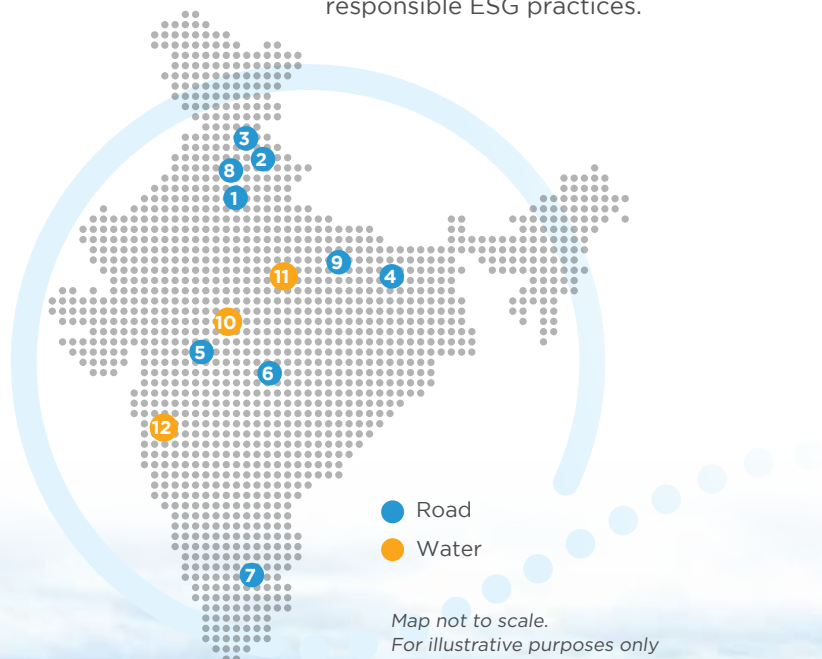 responsible ESG practices.
3
2
8
1
9
11
4
10
5
6
12
Road
Water
7
Map not to scale.
For illustrative purposes only